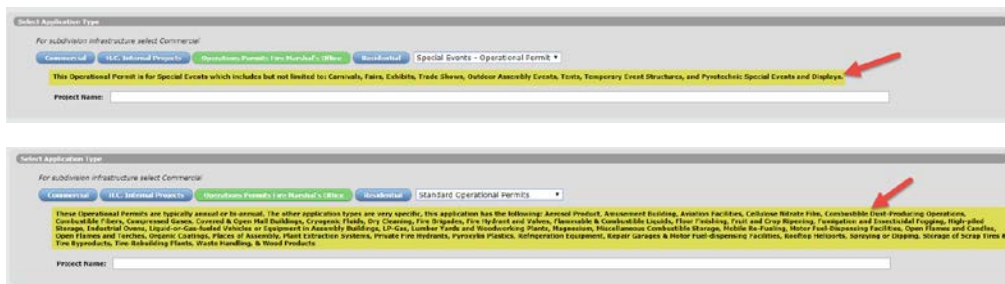 Select Application Type
For subdivision infrastructure select Commercial
Commercial H.C. Internal Projects Operations Permits Fire Marshal's Office Residential Special Events - Operational Permit
This Operational Permit is for Special Events which includes but not limited to: Carnivals, Fairs, Exhibits, Trade Shows, Outdoor Assembly Events, Tents, Temporary Event Structures, and Pyrotechnic Special Events and Displays.
Project Name:
Select Application Type
For subdivision infrastructure select Commercial
Commercial H.C. Internal Projects Operations Permits Fire Marshal's Office Residential Standard Operational Permits
These Operational Permits are typically annual or bi-annual. The other application types are very specific, this application has the following: Aerosol Product, Amusement Building, Aviation Facilities, Cellulose Nitrate Film, Combustible Dust-Producing Operations,
Combustible Fibers, Compressed Gases, Covered & Open Mall Buildings, Cryogenic Fluids, Dry Cleaning, Fire Brigades, Fire Hydrant and Valves, Flammable & Combustible Liquids, Floor Finishing, Fruit and Crop Ripening, Fumigation and Insecticidal Fogging, High-piled
Storage, Industrial Ovens, Liquid-or-Gas-fueled Vehicles or Equipment in Assembly Buildings, LP-Gas, Lumber Yards and Woodworking Plants, Magnesium, Miscellaneous Combustible Storage, Mobile Re-Fueling, Motor Fuel-Dispensing Facilities, Open Flames and Candles,
Open Flames and Torches, Organic Coatings, Places of Assembly, Plant Extraction Systems, Private Fire Hydrants, Pyroxylin Plastics, Refrigeration Equipment, Repair Garages & Motor Fuel-dispensing Facilities, Rooftop Heliports, Spraying or Dipping, Storage of Scrap Tires &
Tire Byproducts, Tire-Rebuilding Plants, Waste Handling, & Wood Products
Project Name: